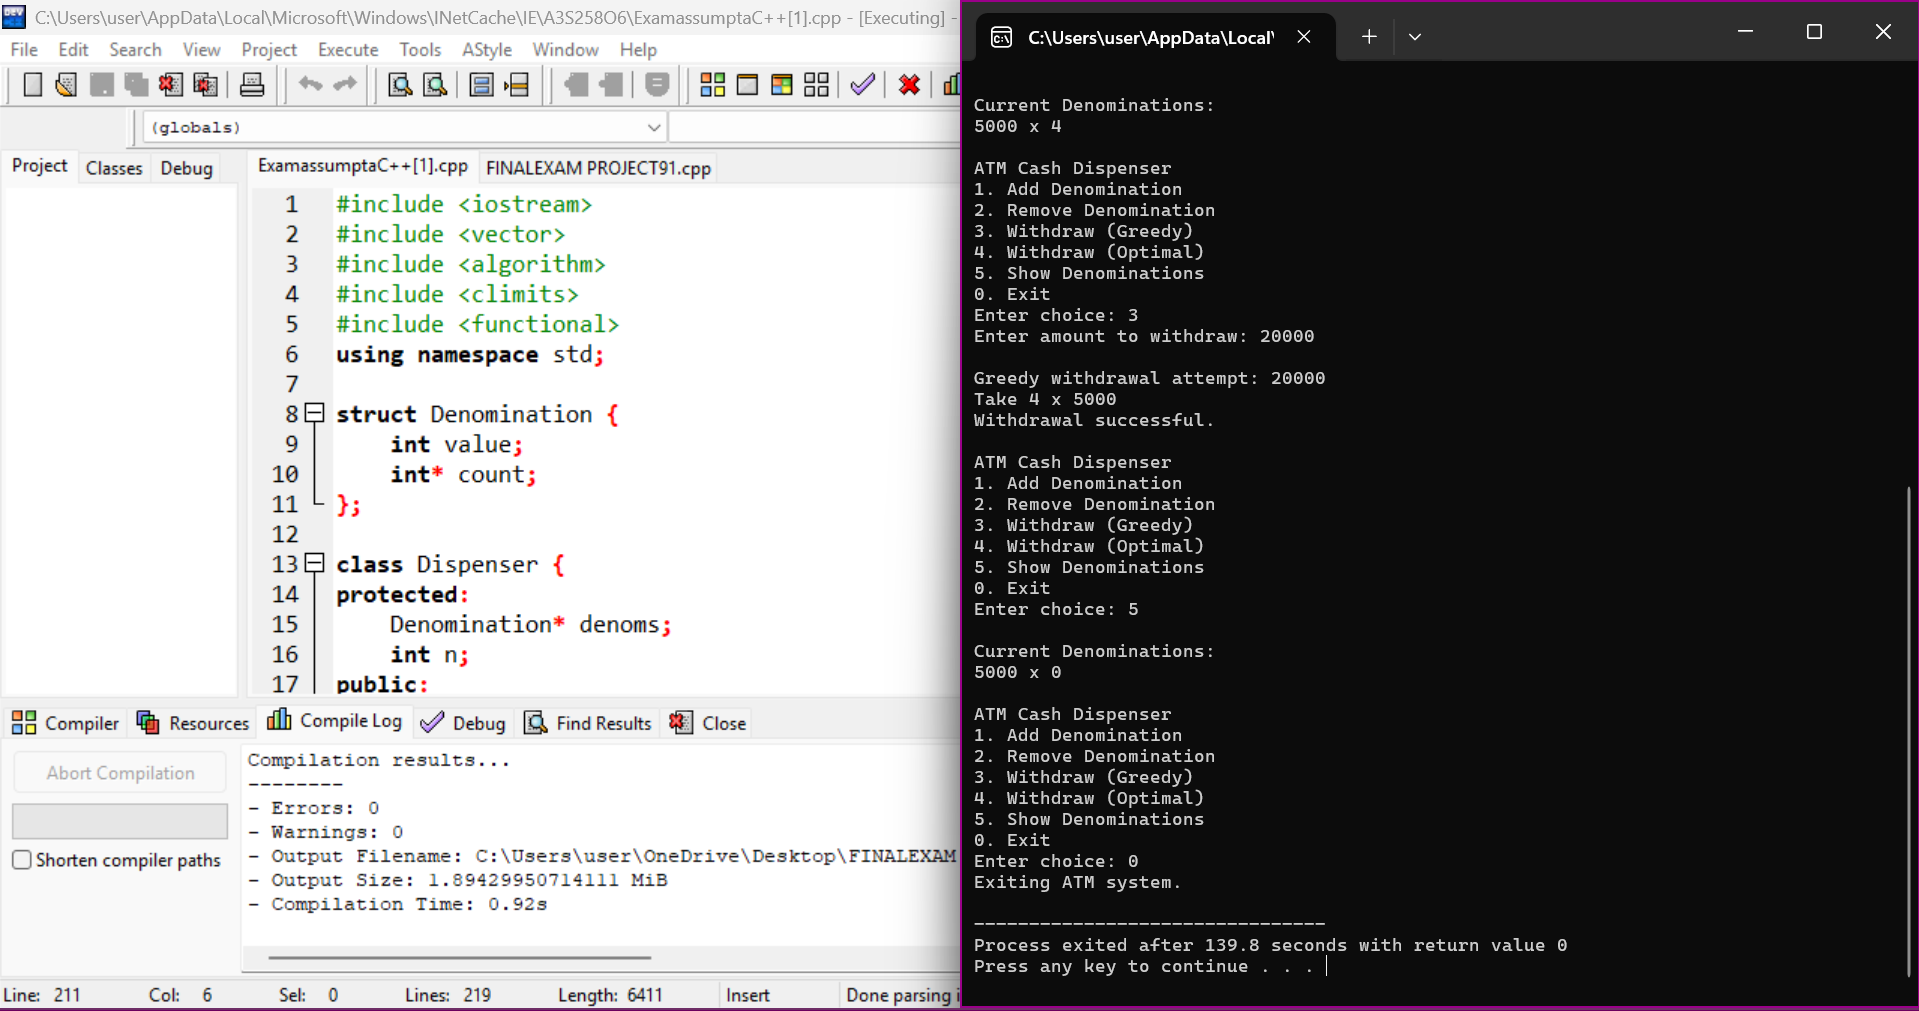 C:\Users\user\AppData\Local\Microsoft\Windows\INetCache\IE\A3S258O6\ExamassumptaC++[1].cpp - [Executing] -
File Edit Search View Project Execute Tools AStyle Window Help
(globals)
Project Classes Debug
ExamassumptaC++[1].cpp FINALEXAM PROJECT91.cpp
1 #include <iostream>
2 #include <vector>
3 #include <algorithm>
4 #include <climits>
5 #include <functional>
6 using namespace std;
7
8 struct Denomination {
9 int value;
10 int* count;
11 };
12
13 class Dispenser {
14 protected:
15 Denomination* denoms;
16 int n;
17 public:
Compiler Resources Compile Log Debug Find Results Close
Abort Compilation
Shorten compiler paths
Compilation results...
--------
- Errors: 0
- Warnings: 0
- Output Filename: C:\Users\user\OneDrive\Desktop\FINALEXAM
- Output Size: 1.89429950714111 MiB
- Compilation Time: 0.92s
Line: 211 Col: 6 Sel: 0 Lines: 219 Length: 6411 Insert Done parsing i
C:\Users\user\AppData\Local\
Current Denominations:
5000 x 4
ATM Cash Dispenser
1. Add Denomination
2. Remove Denomination
3. Withdraw (Greedy)
4. Withdraw (Optimal)
5. Show Denominations
0. Exit
Enter choice: 3
Enter amount to withdraw: 20000
Greedy withdrawal attempt: 20000
Take 4 x 5000
Withdrawal successful.
ATM Cash Dispenser
1. Add Denomination
2. Remove Denomination
3. Withdraw (Greedy)
4. Withdraw (Optimal)
5. Show Denominations
0. Exit
Enter choice: 5
Current Denominations:
5000 x 0
ATM Cash Dispenser
1. Add Denomination
2. Remove Denomination
3. Withdraw (Greedy)
4. Withdraw (Optimal)
5. Show Denominations
0. Exit
Enter choice: 0
Exiting ATM system.
--------------------------------
Process exited after 139.8 seconds with return value 0
Press any key to continue . . .